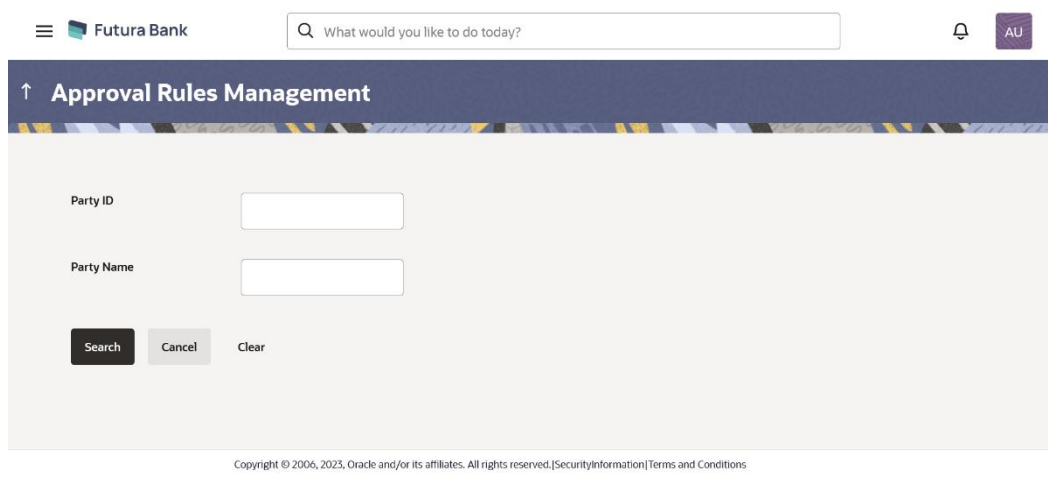 Futura Bank
What would you like to do today?
AU
↑ Approval Rules Management
Party ID
Party Name
Search Cancel Clear
Copyright © 2006, 2023, Oracle and/or its affiliates. All rights reserved.|SecurityInformation|Terms and Conditions